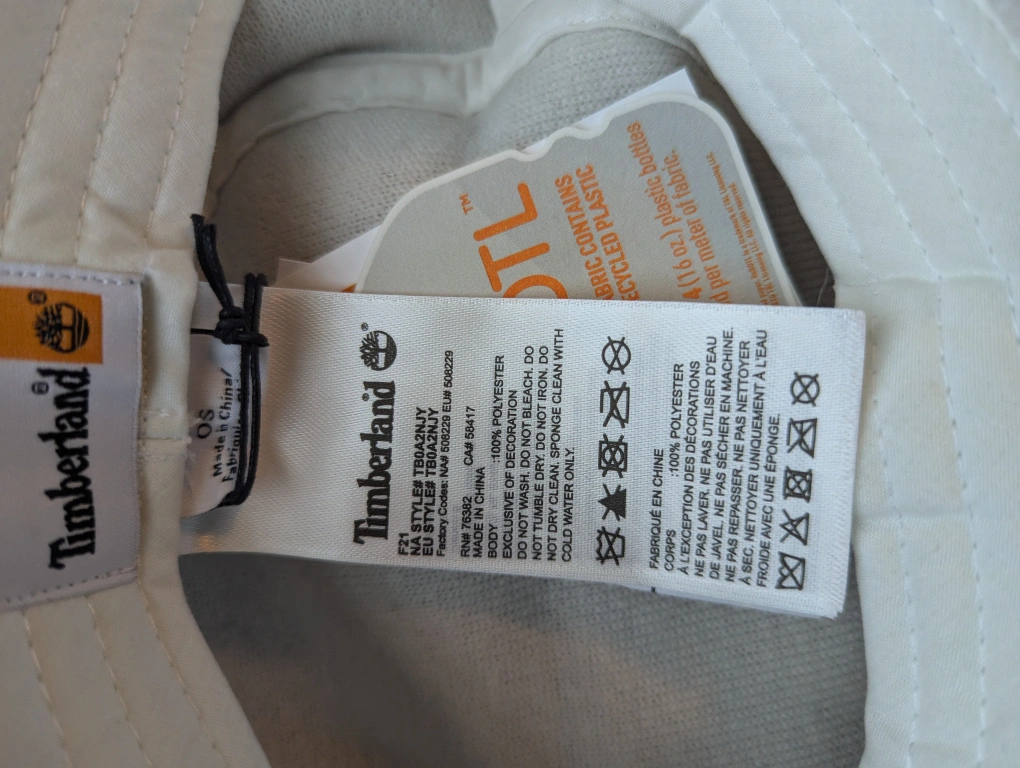 Timberland®
OS
Made in China/
Timberland®
F21
NA STYLE# TB0A2NJY
EU STYLE# TB0A2NJY
Factory Codes: NA# 508229 EU# 508229
RN# 76382 CA# 58417
MADE IN CHINA
BODY :100% POLYESTER
EXCLUSIVE OF DECORATION
DO NOT WASH. DO NOT BLEACH. DO
NOT TUMBLE DRY. DO NOT IRON. DO
NOT DRY CLEAN. SPONGE CLEAN WITH
COLD WATER ONLY.
FABRIQUÉ EN CHINE
CORPS :100% POLYESTER
À L'EXCEPTION DES DÉCORATIONS
NE PAS LAVER. NE PAS UTILISER D'EAU
DE JAVEL. NE PAS SÉCHER EN MACHINE.
NE PAS REPASSER. NE PAS NETTOYER
À SEC. NETTOYER UNIQUEMENT À L'EAU
FROIDE AVEC UNE ÉPONGE.
OTL™
FABRIC CONTAINS
RECYCLED PLASTIC
4 (16 oz.) plastic bottles
per meter of fabric.